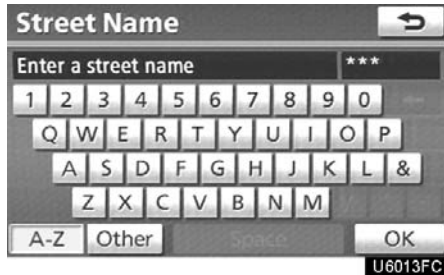 Street Name
Enter a street name ***
1 2 3 4 5 6 7 8 9 0
Q W E R T Y U I O P
A S D F G H J K L &
Z X C V B N M
A-Z Other Space OK
U6013FC